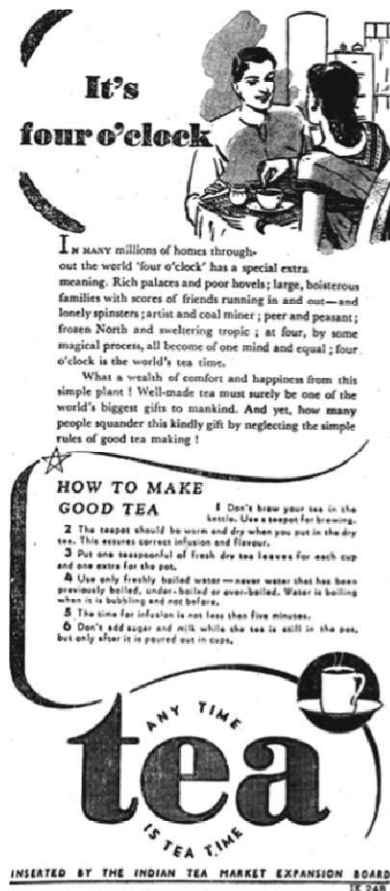 It's
four o'clock
IN MANY millions of homes through-
out the world 'four o'clock' has a special extra
meaning. Rich palaces and poor hovels; large, boisterous
families with scores of friends running in and out—and
lonely spinsters; artist and coal miner; peer and peasant;
frozen North and sweltering tropic; at four, by some
magical process, all become of one mind and equal; four
o'clock is the world's tea time.
What a wealth of comfort and happiness from this
simple plant! Well-made tea must surely be one of the
world's biggest gifts to mankind. And yet, how many
people squander this kindly gift by neglecting the simple
rules of good tea making!
HOW TO MAKE
GOOD TEA
1 Don't brew your tea in the
kettle. Use a teapot for brewing.
2 The teapot should be warm and dry when you put in the dry
tea. This assures correct infusion and flavour.
3 Put one teaspoonful of fresh dry tea leaves for each cup
and one extra for the pot.
4 Use only freshly boiled water—never water that has been
previously boiled, under-boiled or over-boiled. Water is boiling
when it is bubbling and not before.
5 The time for infusion is not less than five minutes.
6 Don't add sugar and milk while the tea is still in the pot,
but only after it is poured out in cups.
ANY TIME
tea
IS TEA TIME
INSERTED BY THE INDIAN TEA MARKET EXPANSION BOARD